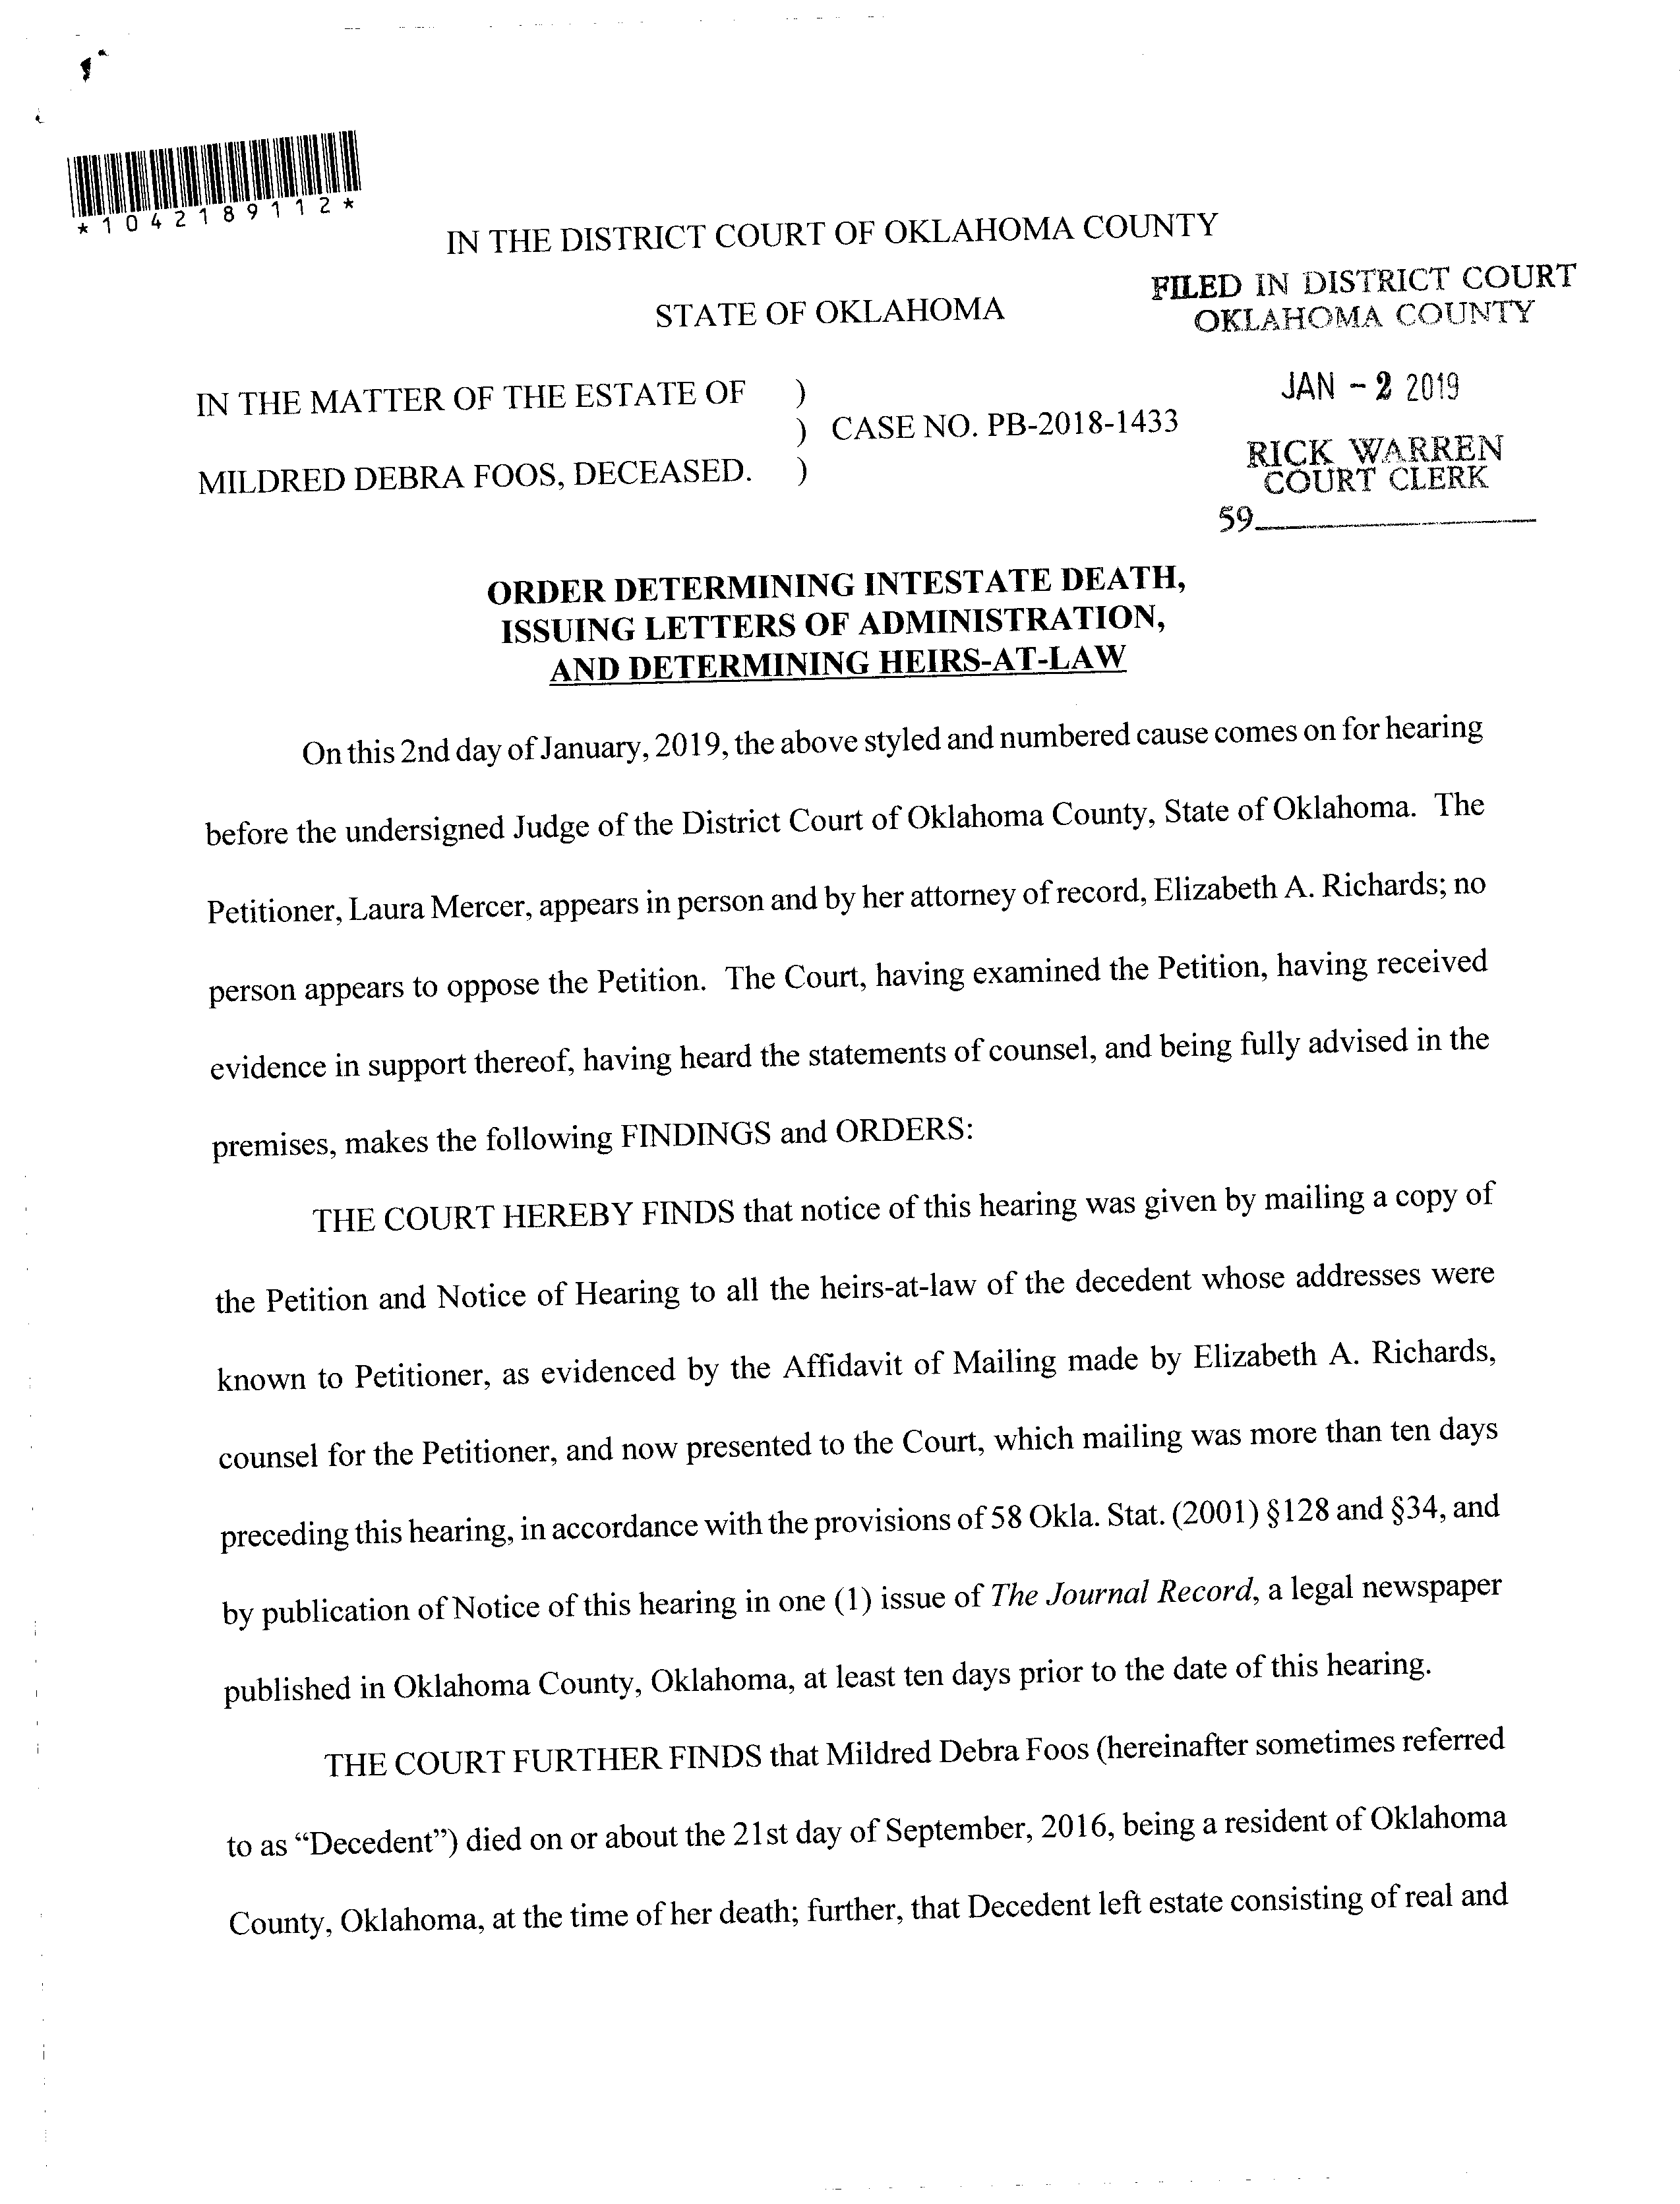 *1042189112*
IN THE DISTRICT COURT OF OKLAHOMA COUNTY
STATE OF OKLAHOMA
FILED IN DISTRICT COURT
OKLAHOMA COUNTY
JAN - 2 2019
RICK WARREN
COURT CLERK
59
IN THE MATTER OF THE ESTATE OF )
) CASE NO. PB-2018-1433
MILDRED DEBRA FOOS, DECEASED. )
ORDER DETERMINING INTESTATE DEATH,
ISSUING LETTERS OF ADMINISTRATION,
AND DETERMINING HEIRS-AT-LAW
On this 2nd day of January, 2019, the above styled and numbered cause comes on for hearing
before the undersigned Judge of the District Court of Oklahoma County, State of Oklahoma. The
Petitioner, Laura Mercer, appears in person and by her attorney of record, Elizabeth A. Richards; no
person appears to oppose the Petition. The Court, having examined the Petition, having received
evidence in support thereof, having heard the statements of counsel, and being fully advised in the
premises, makes the following FINDINGS and ORDERS:
THE COURT HEREBY FINDS that notice of this hearing was given by mailing a copy of
the Petition and Notice of Hearing to all the heirs-at-law of the decedent whose addresses were
known to Petitioner, as evidenced by the Affidavit of Mailing made by Elizabeth A. Richards,
counsel for the Petitioner, and now presented to the Court, which mailing was more than ten days
preceding this hearing, in accordance with the provisions of 58 Okla. Stat. (2001) §128 and §34, and
by publication of Notice of this hearing in one (1) issue of The Journal Record, a legal newspaper
published in Oklahoma County, Oklahoma, at least ten days prior to the date of this hearing.
THE COURT FURTHER FINDS that Mildred Debra Foos (hereinafter sometimes referred
to as “Decedent”) died on or about the 21st day of September, 2016, being a resident of Oklahoma
County, Oklahoma, at the time of her death; further, that Decedent left estate consisting of real and